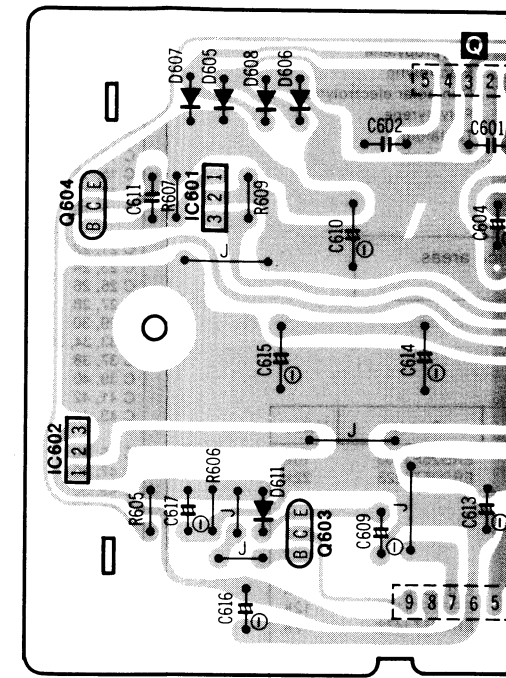 Q
D607
D605
D608
D606
5 4 3 2
C602
C601
Q604
B C E
C611
R607
IC601
3 2 1
R609
C610
C604
J
C615
C614
IC602
1 2 3
J
R605
C617
R606
J
D611
B C E
Q603
C609
J
C613
J
C616
9 8 7 6 5